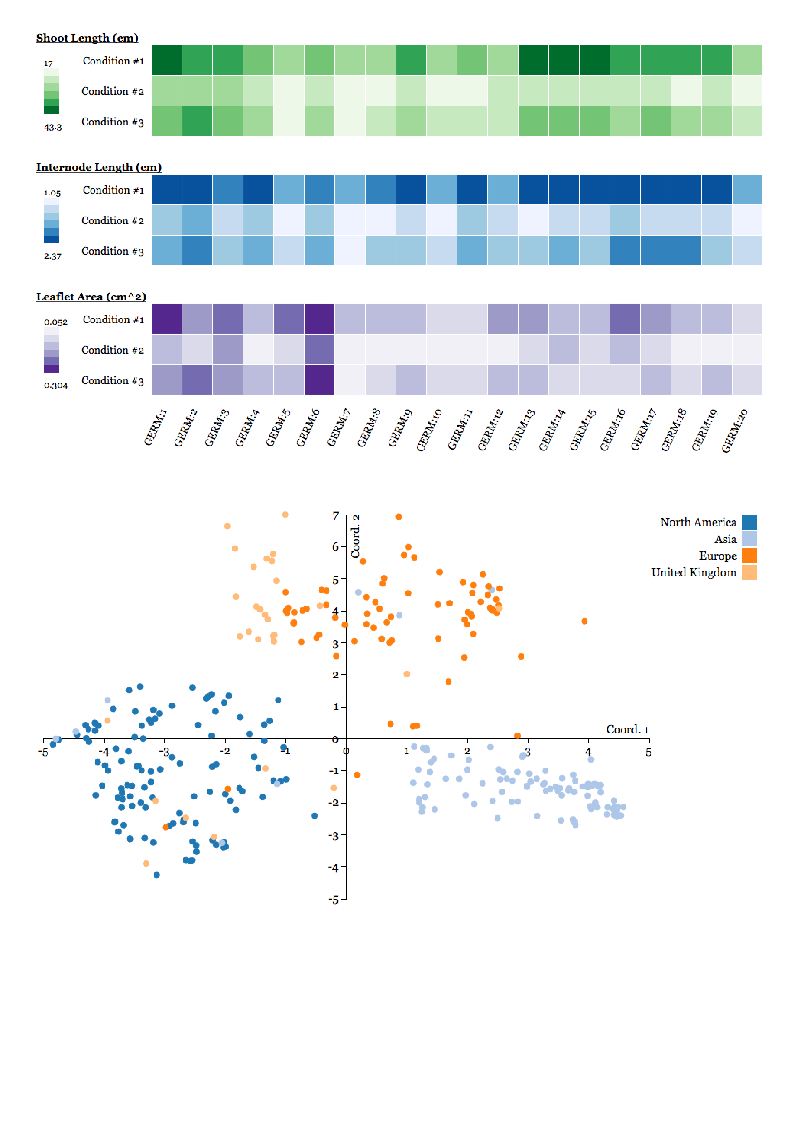 Shoot Length (cm)
17
43.3
Condition #1
Condition #2
Condition #3
Internode Length (cm)
1.05
2.37
Condition #1
Condition #2
Condition #3
Leaflet Area (cm^2)
0.052
0.304
Condition #1
Condition #2
Condition #3
GERM:1
GERM:2
GERM:3
GERM:4
GERM:5
GERM:6
GERM:7
GERM:8
GERM:9
GERM:10
GERM:11
GERM:12
GERM:13
GERM:14
GERM:15
GERM:16
GERM:17
GERM:18
GERM:19
GERM:20
North America
Asia
Europe
United Kingdom
Coord. 2
7
6
5
4
3
2
1
0
-1
-2
-3
-4
-5
Coord. 1
-5
-4
-3
-2
-1
0
1
2
3
4
5